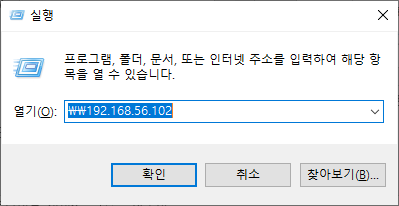 실행
프로그램, 폴더, 문서, 또는 인터넷 주소를 입력하여 해당 항
목을 열 수 있습니다.
열기(O): ₩₩192.168.56.102
확인 취소 찾아보기(B)...